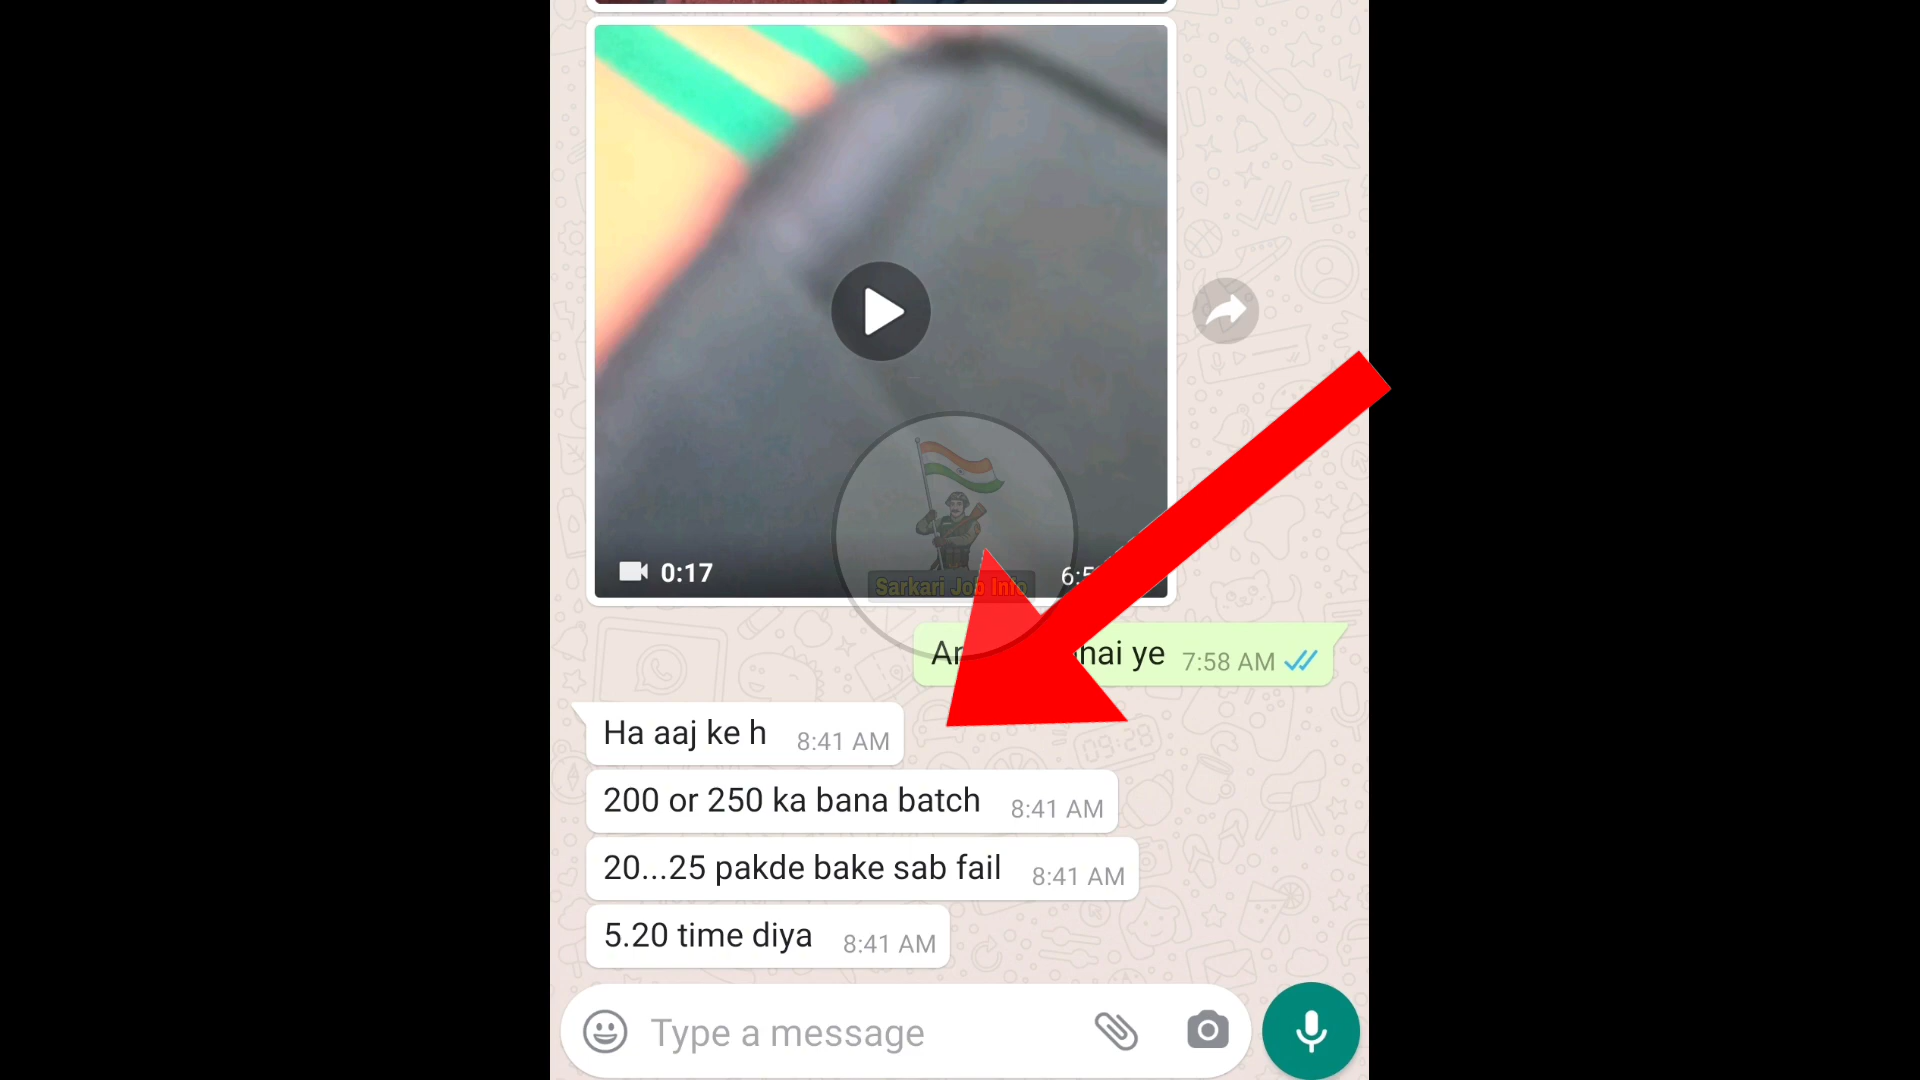 0:17
Sarkari Job Info
hai ye 7:58 AM
Ha aaj ke h 8:41 AM
200 or 250 ka bana batch 8:41 AM
20...25 pakde bake sab fail 8:41 AM
5.20 time diya 8:41 AM
Type a message